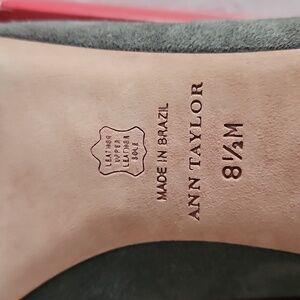 LEATHER
UPPER
LEATHER
SOLE
MADE IN BRAZIL
ANN TAYLOR
8½M